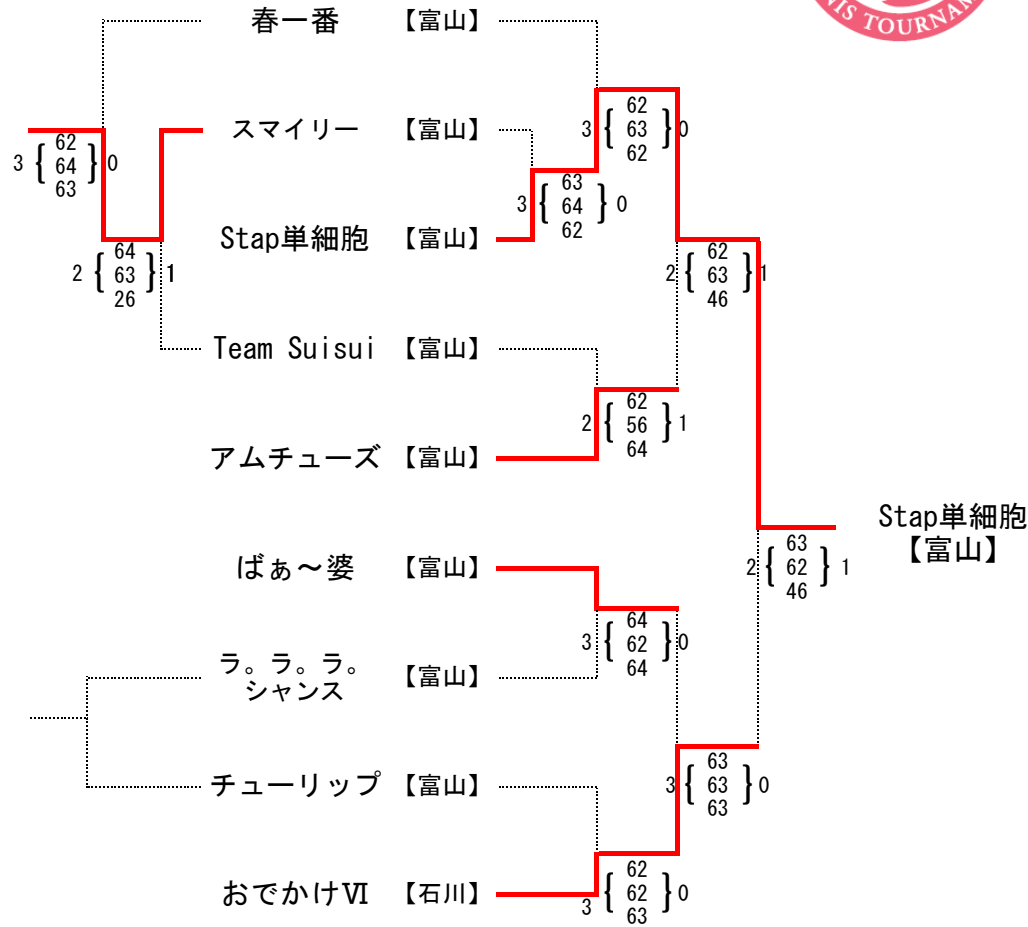 NIS TOURNAM
春一番 【富山】
スマイリー 【富山】
Stap単細胞 【富山】
Team Suisui 【富山】
アムチューズ 【富山】
ばぁ～婆 【富山】
ラ。ラ。ラ。
シャンス 【富山】
チューリップ 【富山】
おでかけⅥ 【石川】
3 { 62
64
63 } 0
2 { 64
63
26 } 1
3 { 63
64
62 } 0
3 { 62
63
62 } 0
2 { 62
56
64 } 1
2 { 62
63
46 } 1
3 { 64
62
64 } 0
3 { 62
62
63 } 0
3 { 63
63
63 } 0
2 { 63
62
46 } 1
Stap単細胞
【富山】